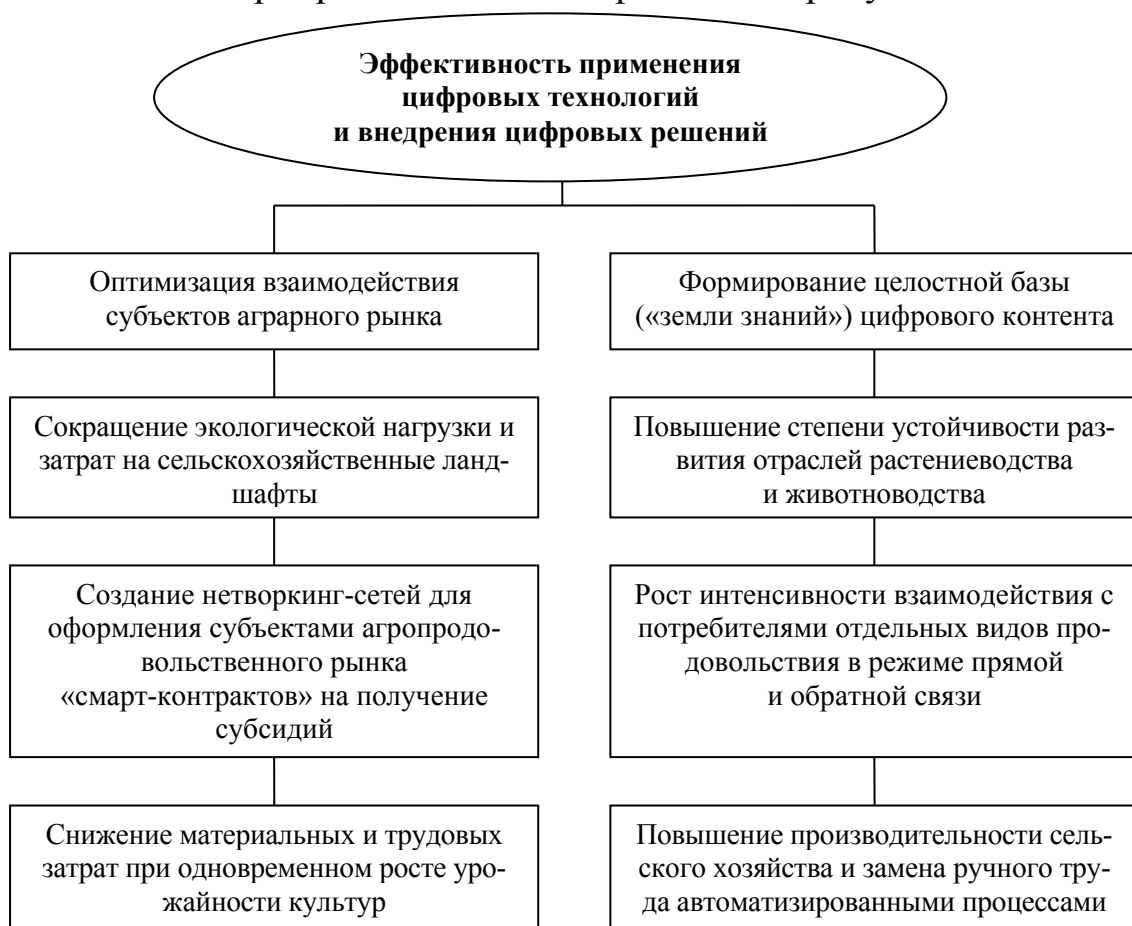 Эффективность применения
цифровых технологий
и внедрения цифровых решений
Оптимизация взаимодействия
субъектов аграрного рынка
Сокращение экологической нагрузки и
затрат на сельскохозяйственные ланд-
шафты
Создание нетворкинг-сетей для
оформления субъектами агропродо-
вольственного рынка
«смарт-контрактов» на получение
субсидий
Снижение материальных и трудовых
затрат при одновременном росте уро-
жайности культур
Формирование целостной базы
(«земли знаний») цифрового контента
Повышение степени устойчивости раз-
вития отраслей растениеводства
и животноводства
Рост интенсивности взаимодействия с
потребителями отдельных видов про-
довольствия в режиме прямой
и обратной связи
Повышение производительности сель-
ского хозяйства и замена ручного тру-
да автоматизированными процессами